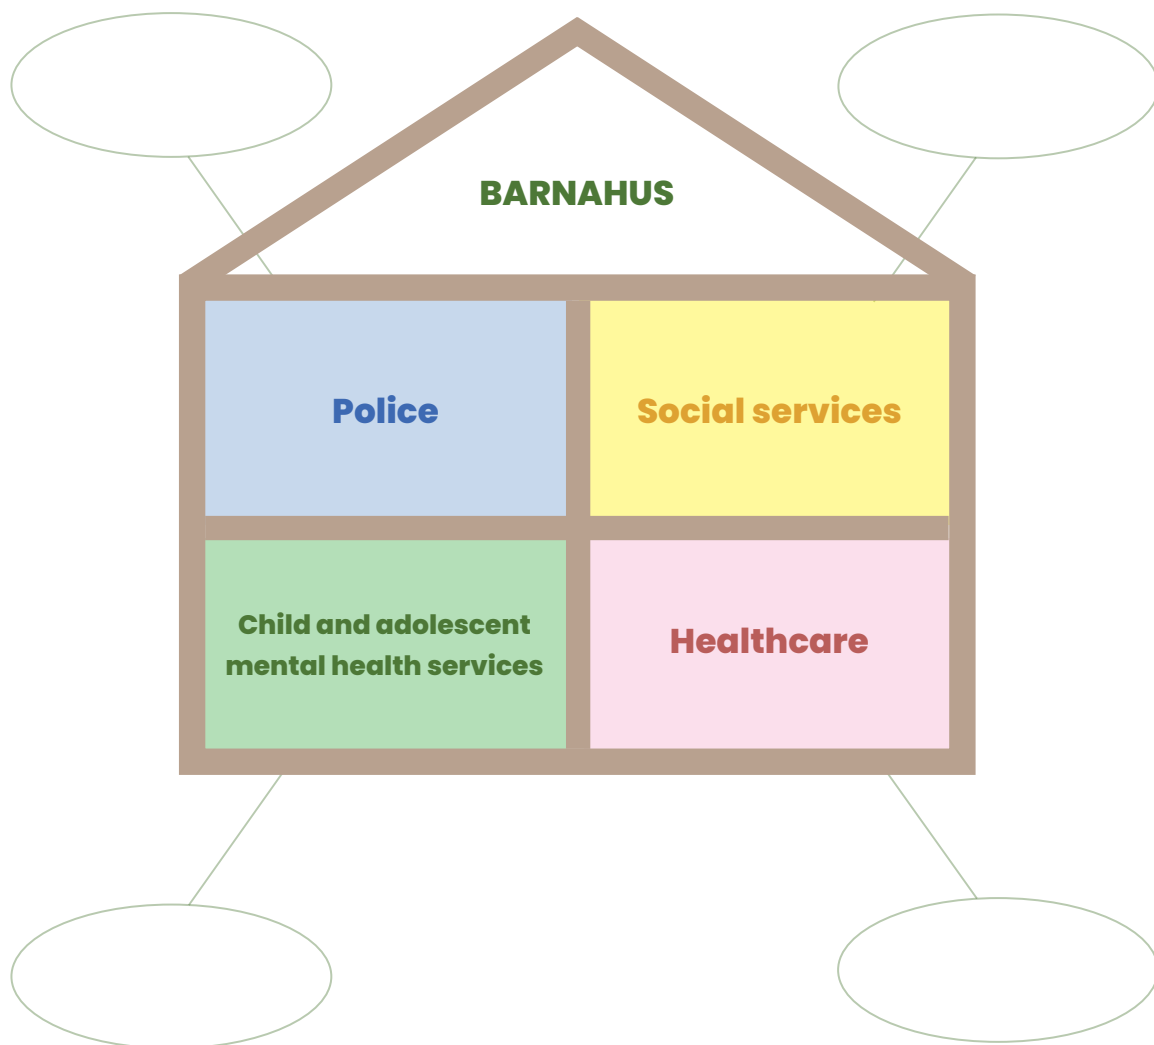 BARNAHUS
Police
Social services
Child and adolescent
mental health services
Healthcare